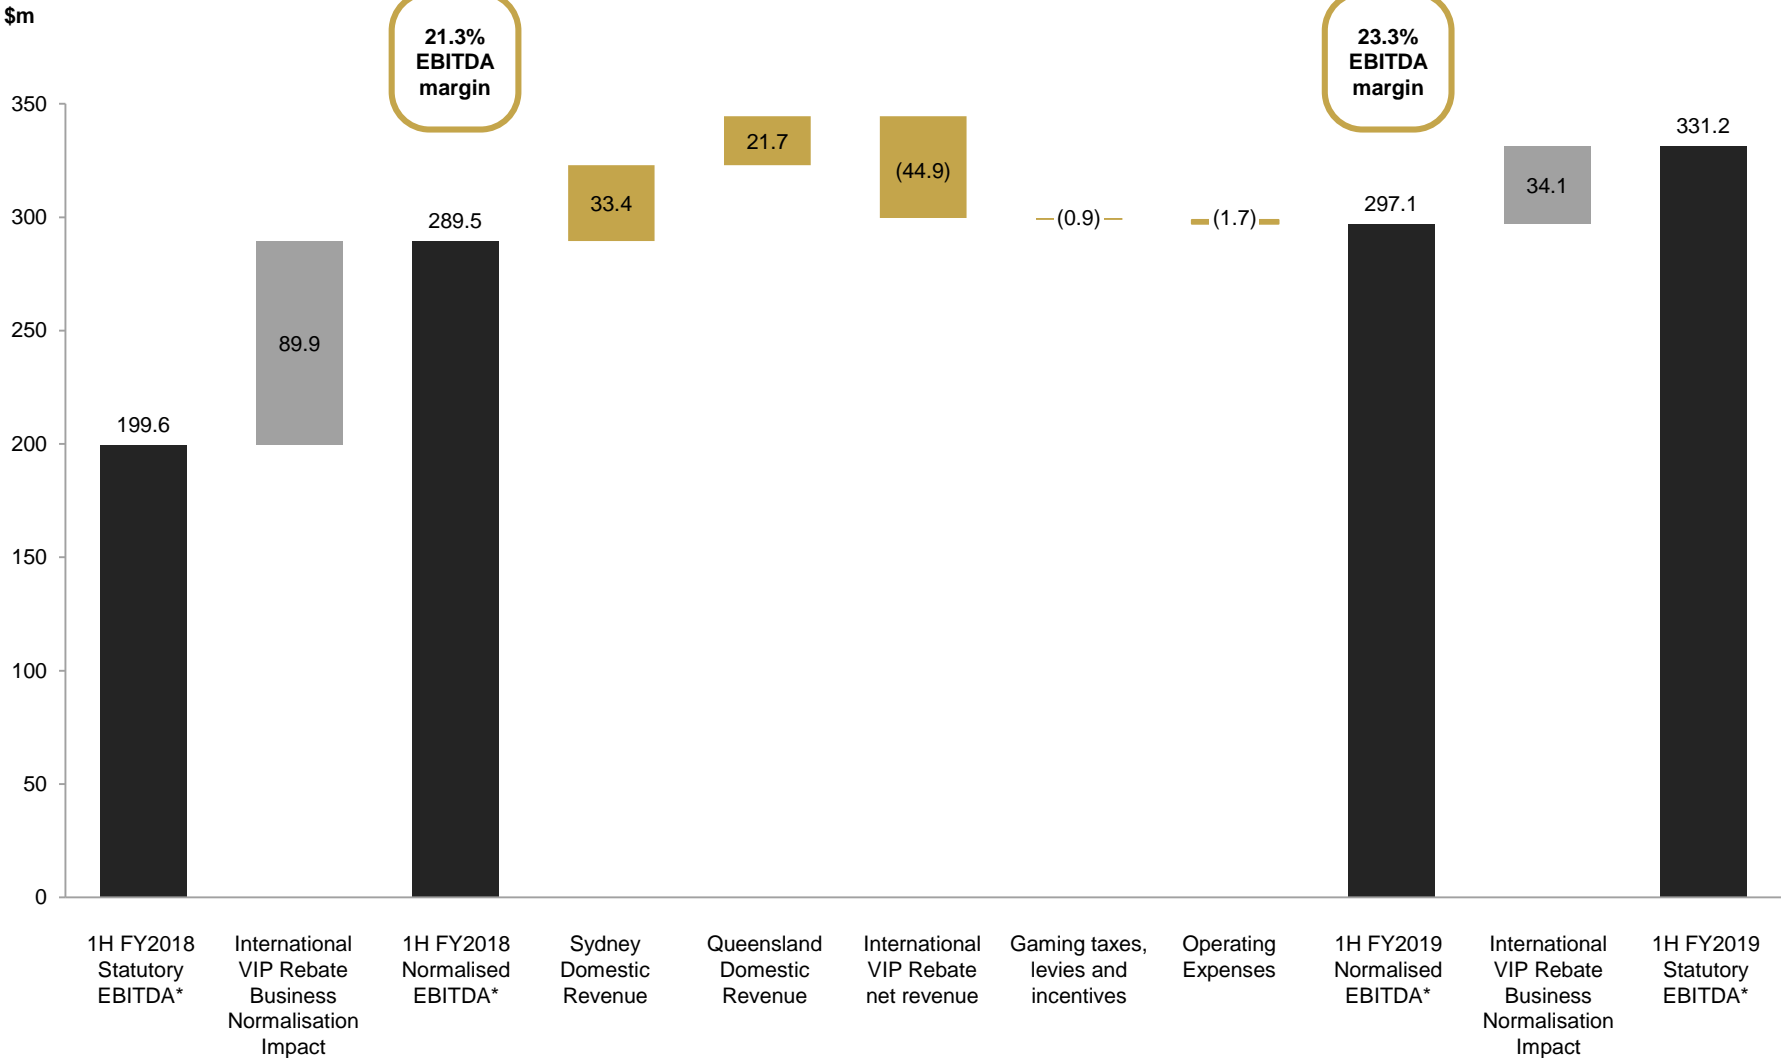 $m
21.3%
EBITDA
margin
23.3%
EBITDA
margin
350
300
250
200
150
100
50
0
199.6
89.9
289.5
33.4
21.7
(44.9)
(0.9)
(1.7)
297.1
34.1
331.2
1H FY2018
Statutory
EBITDA*
International
VIP Rebate
Business
Normalisation
Impact
1H FY2018
Normalised
EBITDA*
Sydney
Domestic
Revenue
Queensland
Domestic
Revenue
International
VIP Rebate
net revenue
Gaming taxes,
levies and
incentives
Operating
Expenses
1H FY2019
Normalised
EBITDA*
International
VIP Rebate
Business
Normalisation
Impact
1H FY2019
Statutory
EBITDA*